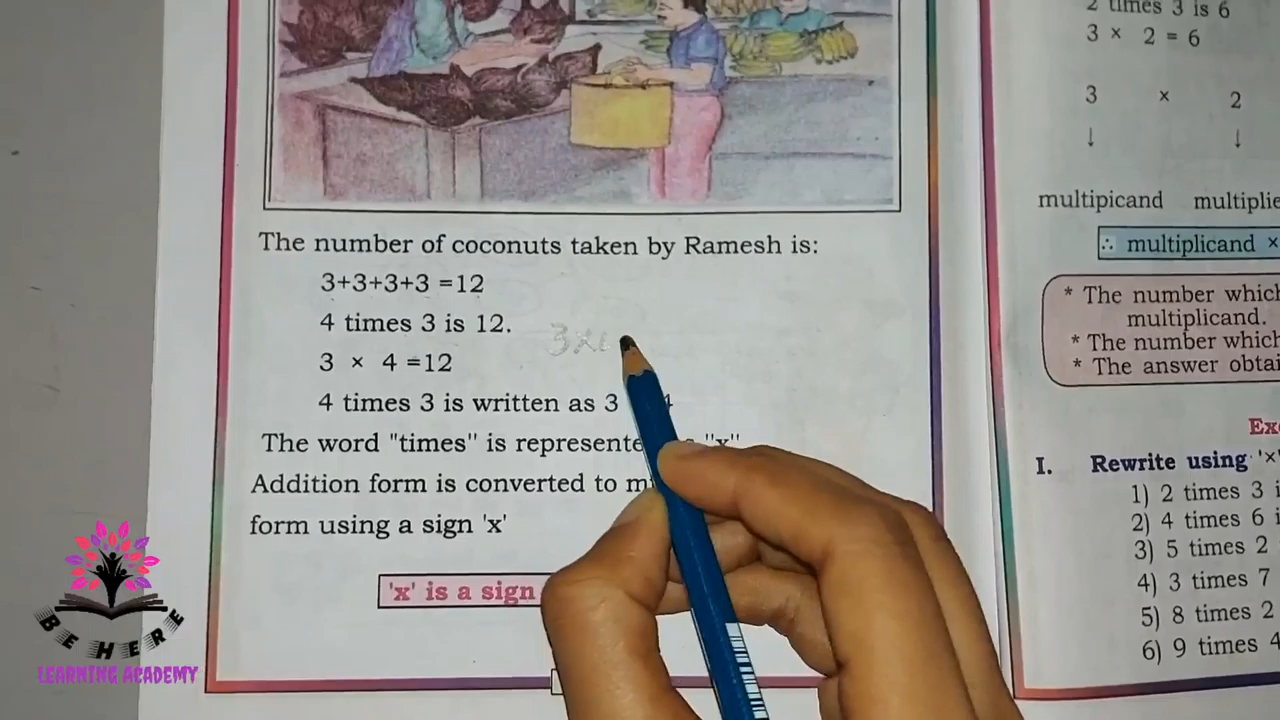 The number of coconuts taken by Ramesh is:
3+3+3+3 =12
4 times 3 is 12.
3 × 4 =12
4 times 3 is written as 3
The word "times" is represente "x"
Addition form is converted to
form using a sign 'x'
'x' is a sign
3×
2 times 3 is 6
3 × 2 = 6
3 × 2
↓ ↓
multipicand multiplie
∴ multiplicand ×
* The number which
multiplicand.
* The number which
* The answer obtai
Exe
I. Rewrite using '×'
1) 2 times 3 i
2) 4 times 6 i
3) 5 times 2
4) 3 times 7
5) 8 times 2
6) 9 times 4
BE HERE
LEARNING ACADEMY